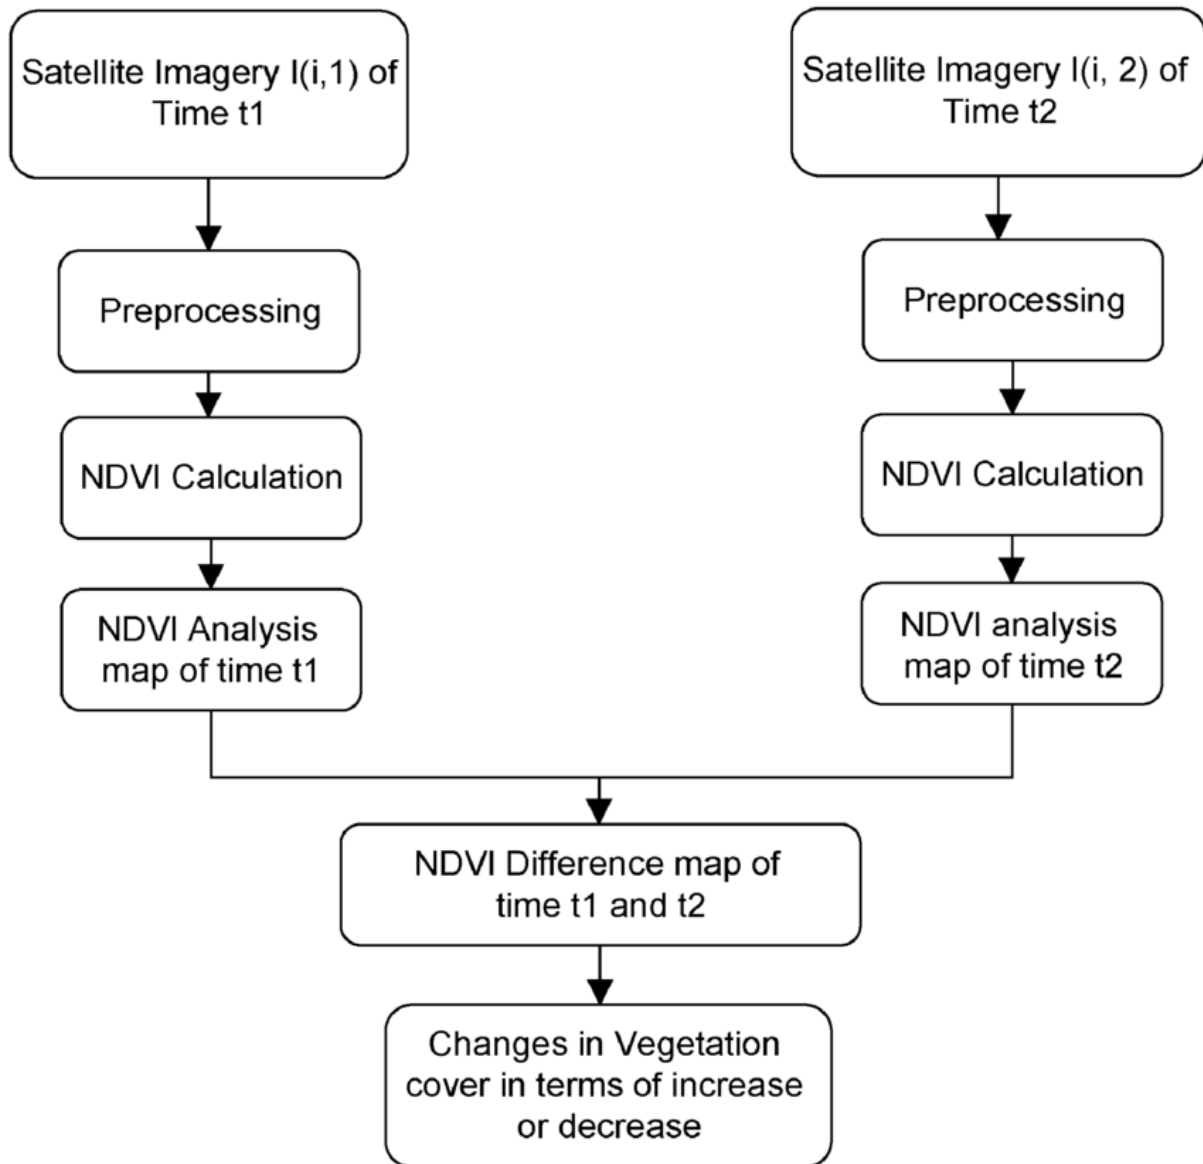 Satellite Imagery I(i,1) of
Time t1
Preprocessing
NDVI Calculation
NDVI Analysis
map of time t1
Satellite Imagery I(i, 2) of
Time t2
Preprocessing
NDVI Calculation
NDVI analysis
map of time t2
NDVI Difference map of
time t1 and t2
Changes in Vegetation
cover in terms of increase
or decrease